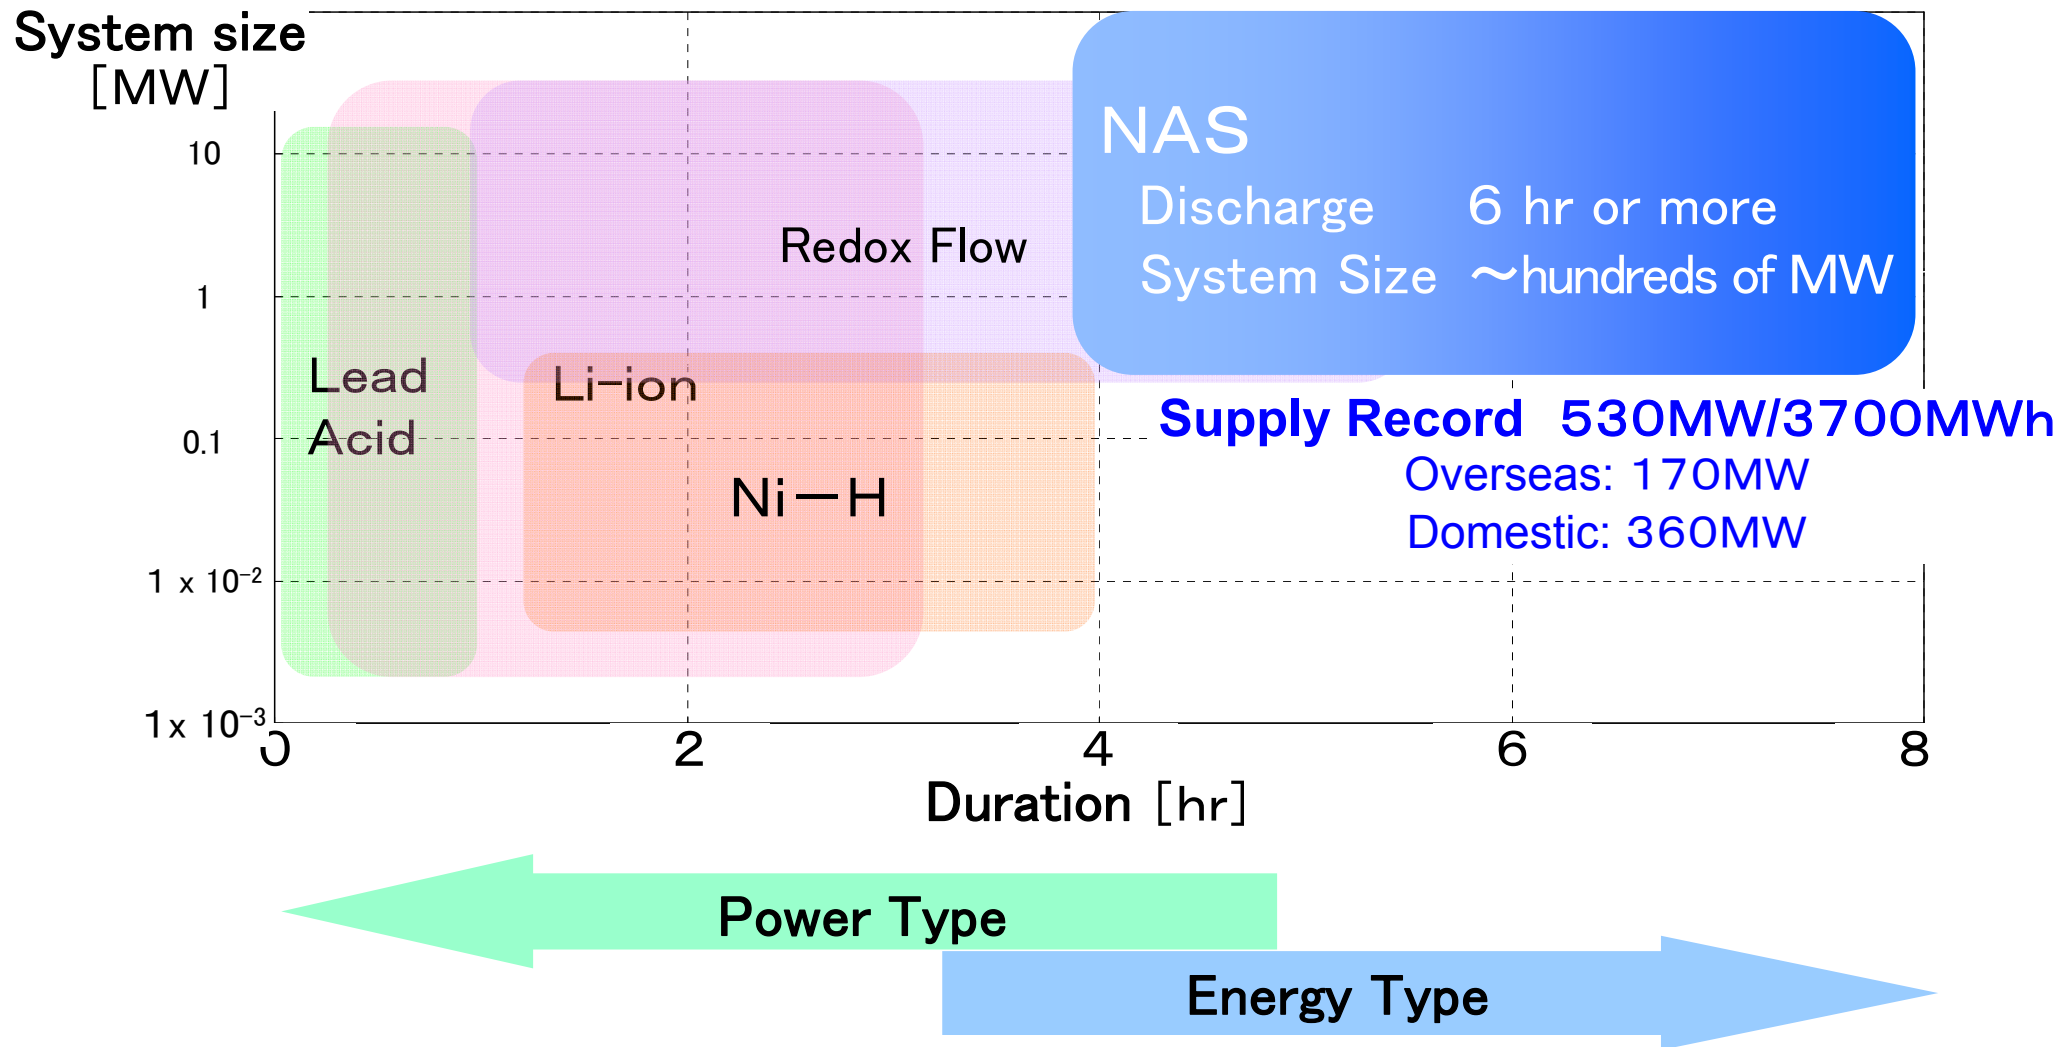 System size
[MW]
10
1
0.1
1 x 10⁻²
1 x 10⁻³
NAS
Discharge 6 hr or more
System Size ～hundreds of MW
Redox Flow
Lead
Acid
Li-ion
Ni－H
Supply Record 530MW/3700MWh
Overseas: 170MW
Domestic: 360MW
0 2 4 6 8
Duration [hr]
Power Type
Energy Type